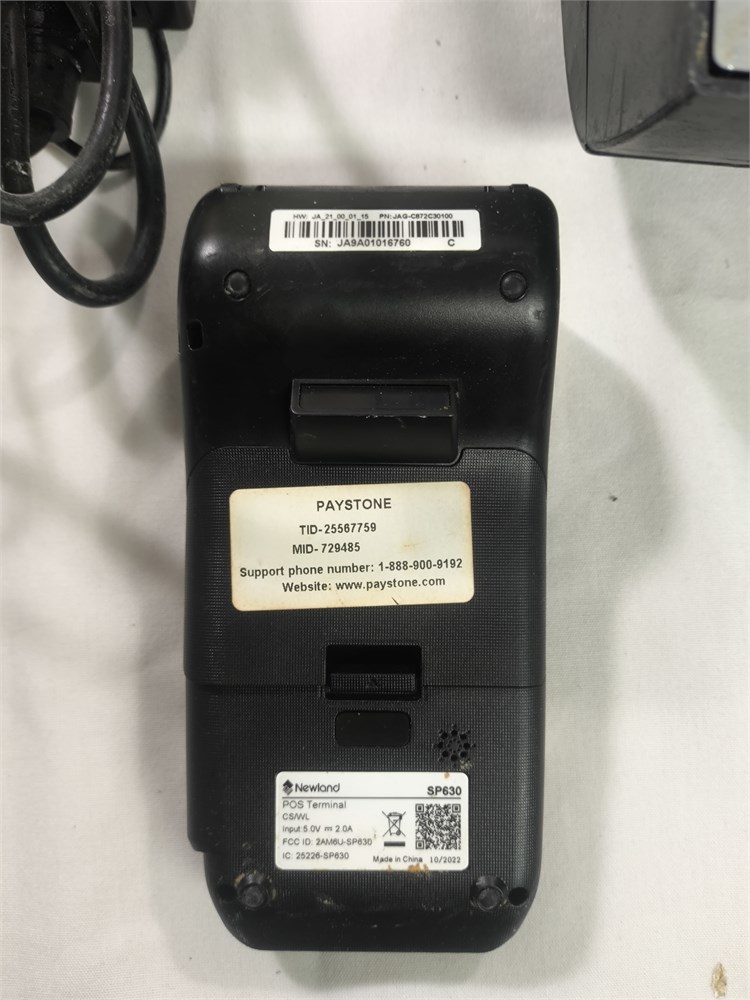 HW: JA_21_00_01_15 PN:JAG-C872C30100
SN: JA9A01016760 C
PAYSTONE
TID-25567759
MID-729485
Support phone number: 1-888-900-9192
Website: www.paystone.com
Newland SP630
POS Terminal
CS/WL
Input:5.0V ⎓ 2.0A
FCC ID: 2AM6U-SP630
IC: 25226-SP630 Made in China 10/2022